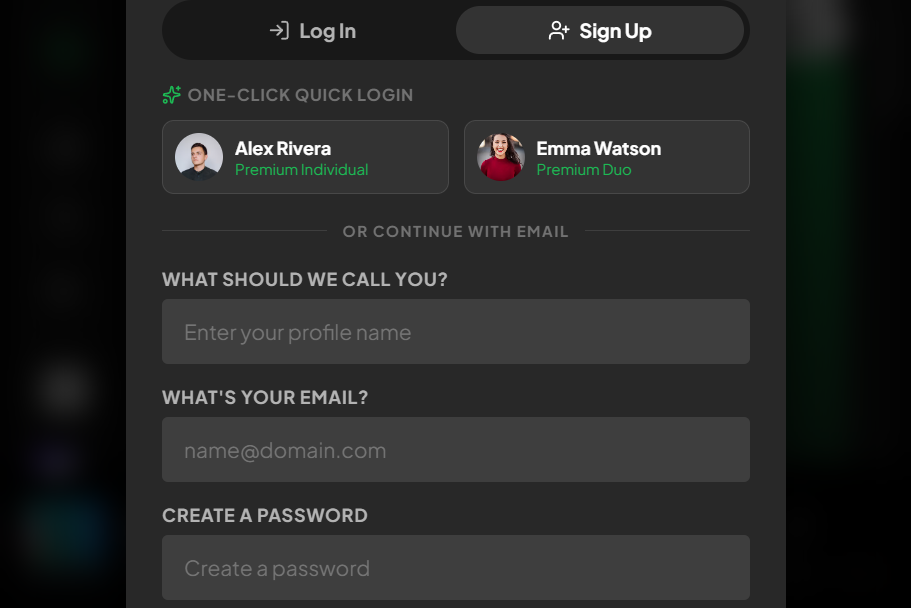 Log In
Sign Up
ONE-CLICK QUICK LOGIN
Alex Rivera
Premium Individual
Emma Watson
Premium Duo
OR CONTINUE WITH EMAIL
WHAT SHOULD WE CALL YOU?
Enter your profile name
WHAT'S YOUR EMAIL?
name@domain.com
CREATE A PASSWORD
Create a password